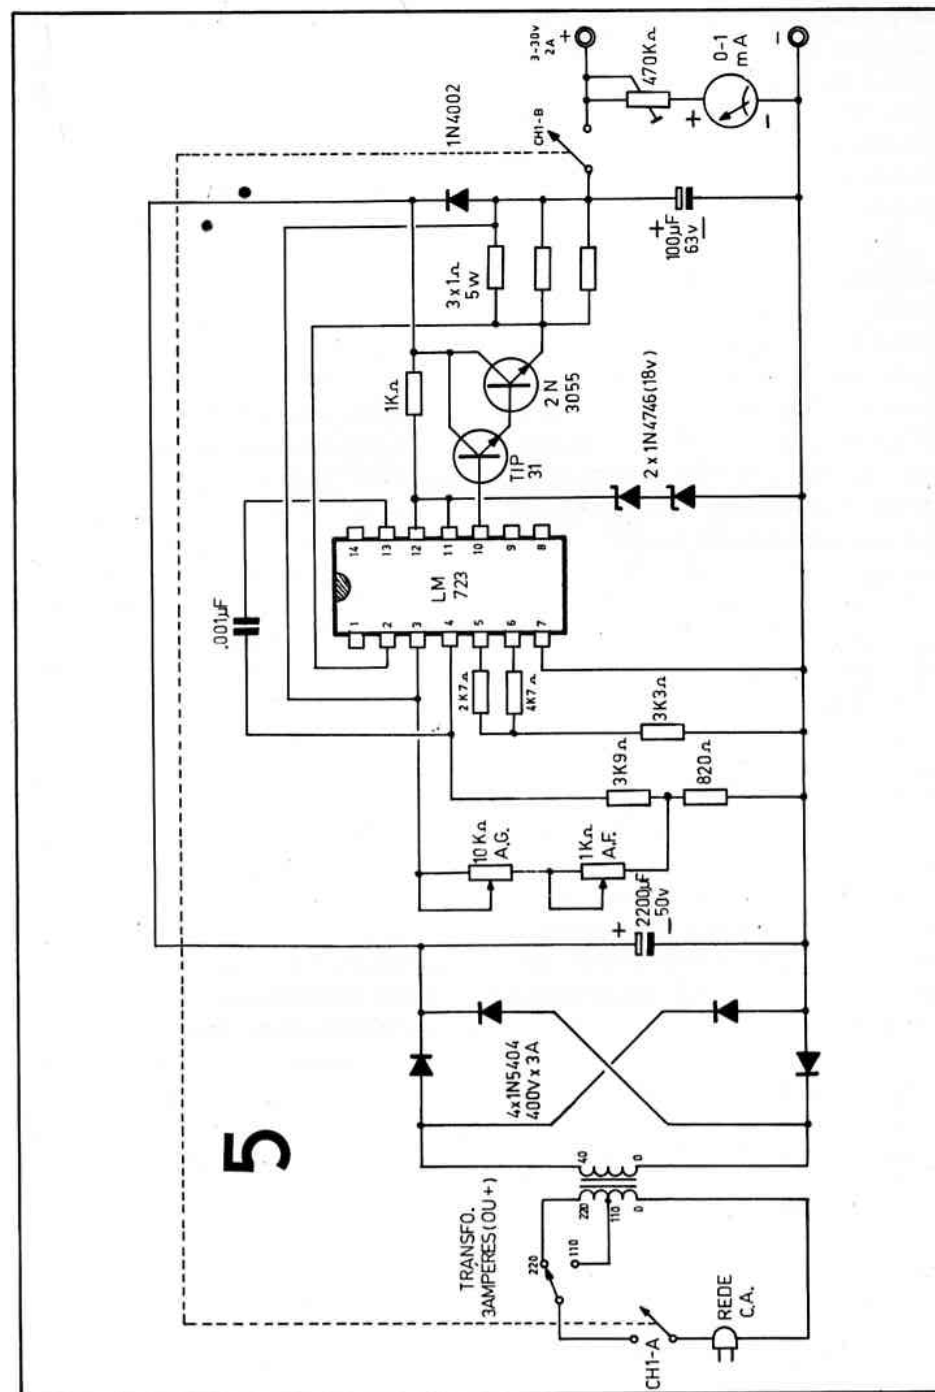 5
TRANSFO.
3AMPERES(OU+)
220
110
220
110
0
40
0
CH1-A
REDE
C.A.
4x1N5404
400V x 3A
+
2200µF
50v
10KΩ
A.G.
1KΩ
A.F.
3K9Ω
820Ω
3K3Ω
2K7Ω
4K7Ω
.001µF
LM
723
1
2
3
4
5
6
7
14
13
12
11
10
9
8
1KΩ
TIP
31
2N
3055
2 x 1N4746(18v)
3 x 1Ω
5W
1N4002
+
100µF
63v
CH1-B
3-30v
2A
+
470KΩ
+
0-1
mA
−
−